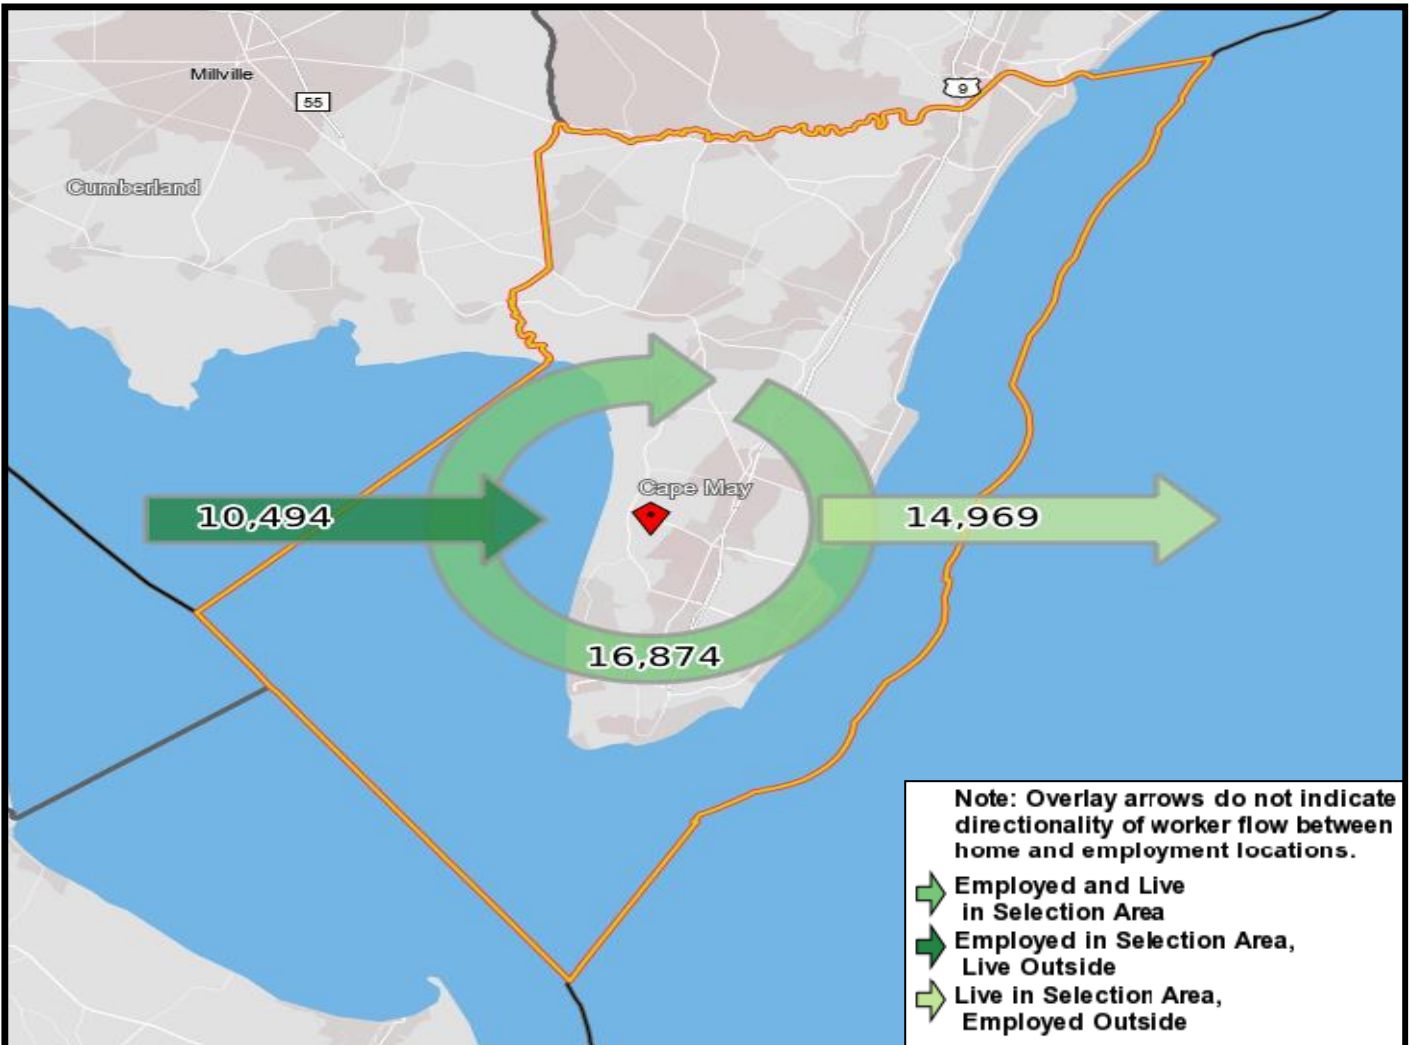 Millville
55
9
Cumberland
Cape May
10,494
14,969
16,874
Note: Overlay arrows do not indicate
directionality of worker flow between
home and employment locations.
Employed and Live
in Selection Area
Employed in Selection Area,
Live Outside
Live in Selection Area,
Employed Outside